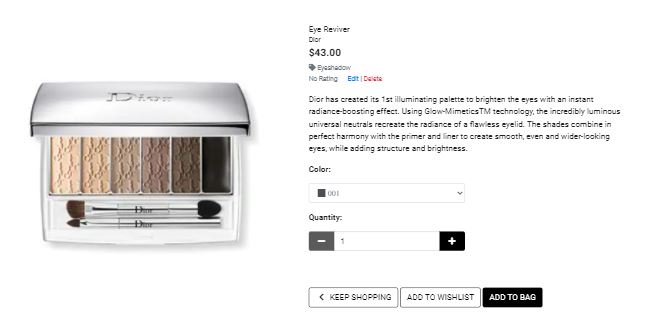 Eye Reviver
Dior
$43.00
Eyeshadow
No Rating Edit | Delete
Dior has created its 1st illuminating palette to brighten the eyes with an instant
radiance-boosting effect. Using Glow-MimeticsTM technology, the incredibly luminous
universal neutrals recreate the radiance of a flawless eyelid. The shades combine in
perfect harmony with the primer and liner to create smooth, even and wider-looking
eyes, while adding structure and brightness.
Color:
001
Quantity:
− 1 +
KEEP SHOPPING ADD TO WISHLIST ADD TO BAG
Dior
Dior
Dior